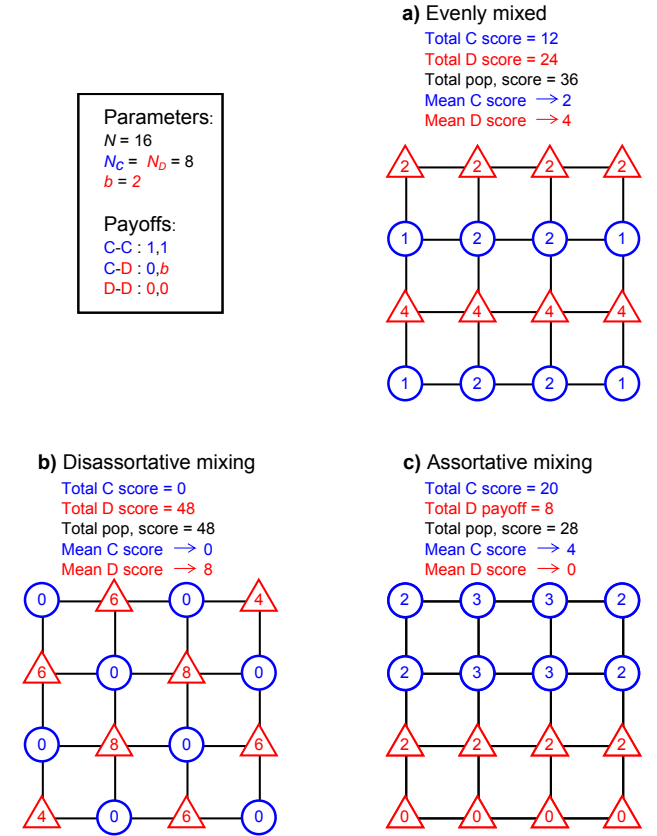 a) Evenly mixed
Total C score = 12
Total D score = 24
Total pop, score = 36
Mean C score → 2
Mean D score → 4
Parameters:
N = 16
N_C = N_D = 8
b = 2
Payoffs:
C-C : 1,1
C-D : 0,b
D-D : 0,0
2 2 2 2
1 2 2 1
4 4 4 4
1 2 2 1
b) Disassortative mixing
Total C score = 0
Total D score = 48
Total pop, score = 48
Mean C score → 0
Mean D score → 8
0 6 0 4
6 0 8 0
0 8 0 6
4 0 6 0
c) Assortative mixing
Total C score = 20
Total D payoff = 8
Total pop, score = 28
Mean C score → 4
Mean D score → 0
2 3 3 2
2 3 3 2
2 2 2 2
0 0 0 0